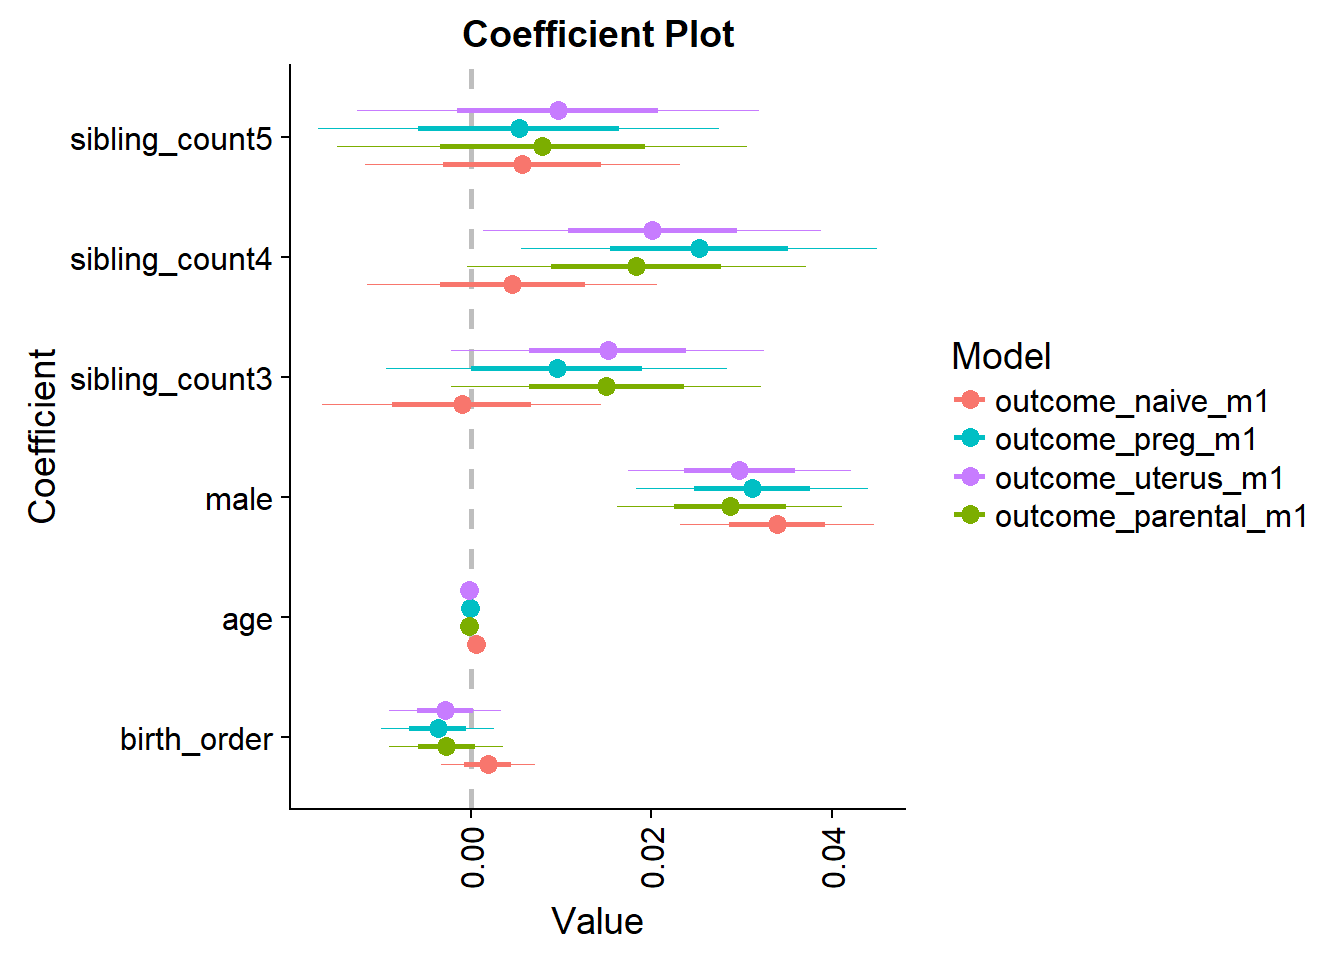 Coefficient Plot
Coefficient
sibling_count5
sibling_count4
sibling_count3
male
age
birth_order
0.00
0.02
0.04
Value
Model
outcome_naive_m1
outcome_preg_m1
outcome_uterus_m1
outcome_parental_m1